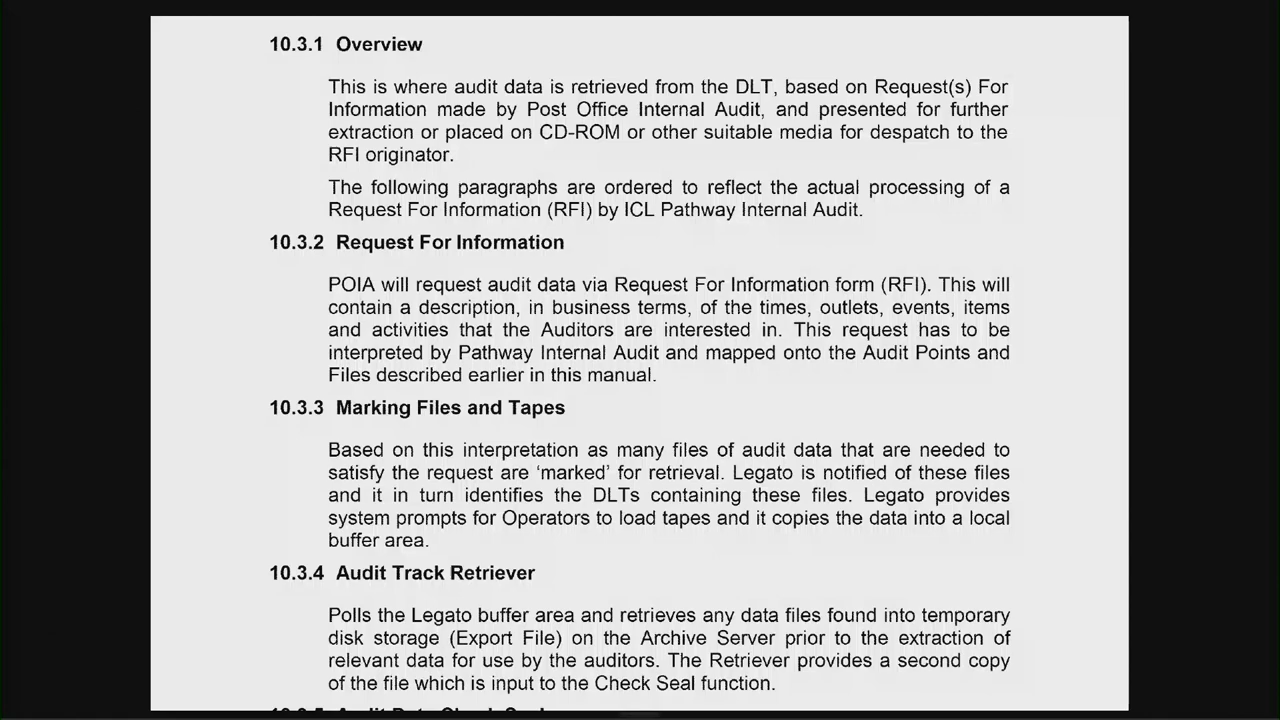 10.3.1 Overview
This is where audit data is retrieved from the DLT, based on Request(s) For
Information made by Post Office Internal Audit, and presented for further
extraction or placed on CD-ROM or other suitable media for despatch to the
RFI originator.
The following paragraphs are ordered to reflect the actual processing of a
Request For Information (RFI) by ICL Pathway Internal Audit.
10.3.2 Request For Information
POIA will request audit data via Request For Information form (RFI). This will
contain a description, in business terms, of the times, outlets, events, items
and activities that the Auditors are interested in. This request has to be
interpreted by Pathway Internal Audit and mapped onto the Audit Points and
Files described earlier in this manual.
10.3.3 Marking Files and Tapes
Based on this interpretation as many files of audit data that are needed to
satisfy the request are ‘marked’ for retrieval. Legato is notified of these files
and it in turn identifies the DLTs containing these files. Legato provides
system prompts for Operators to load tapes and it copies the data into a local
buffer area.
10.3.4 Audit Track Retriever
Polls the Legato buffer area and retrieves any data files found into temporary
disk storage (Export File) on the Archive Server prior to the extraction of
relevant data for use by the auditors. The Retriever provides a second copy
of the file which is input to the Check Seal function.